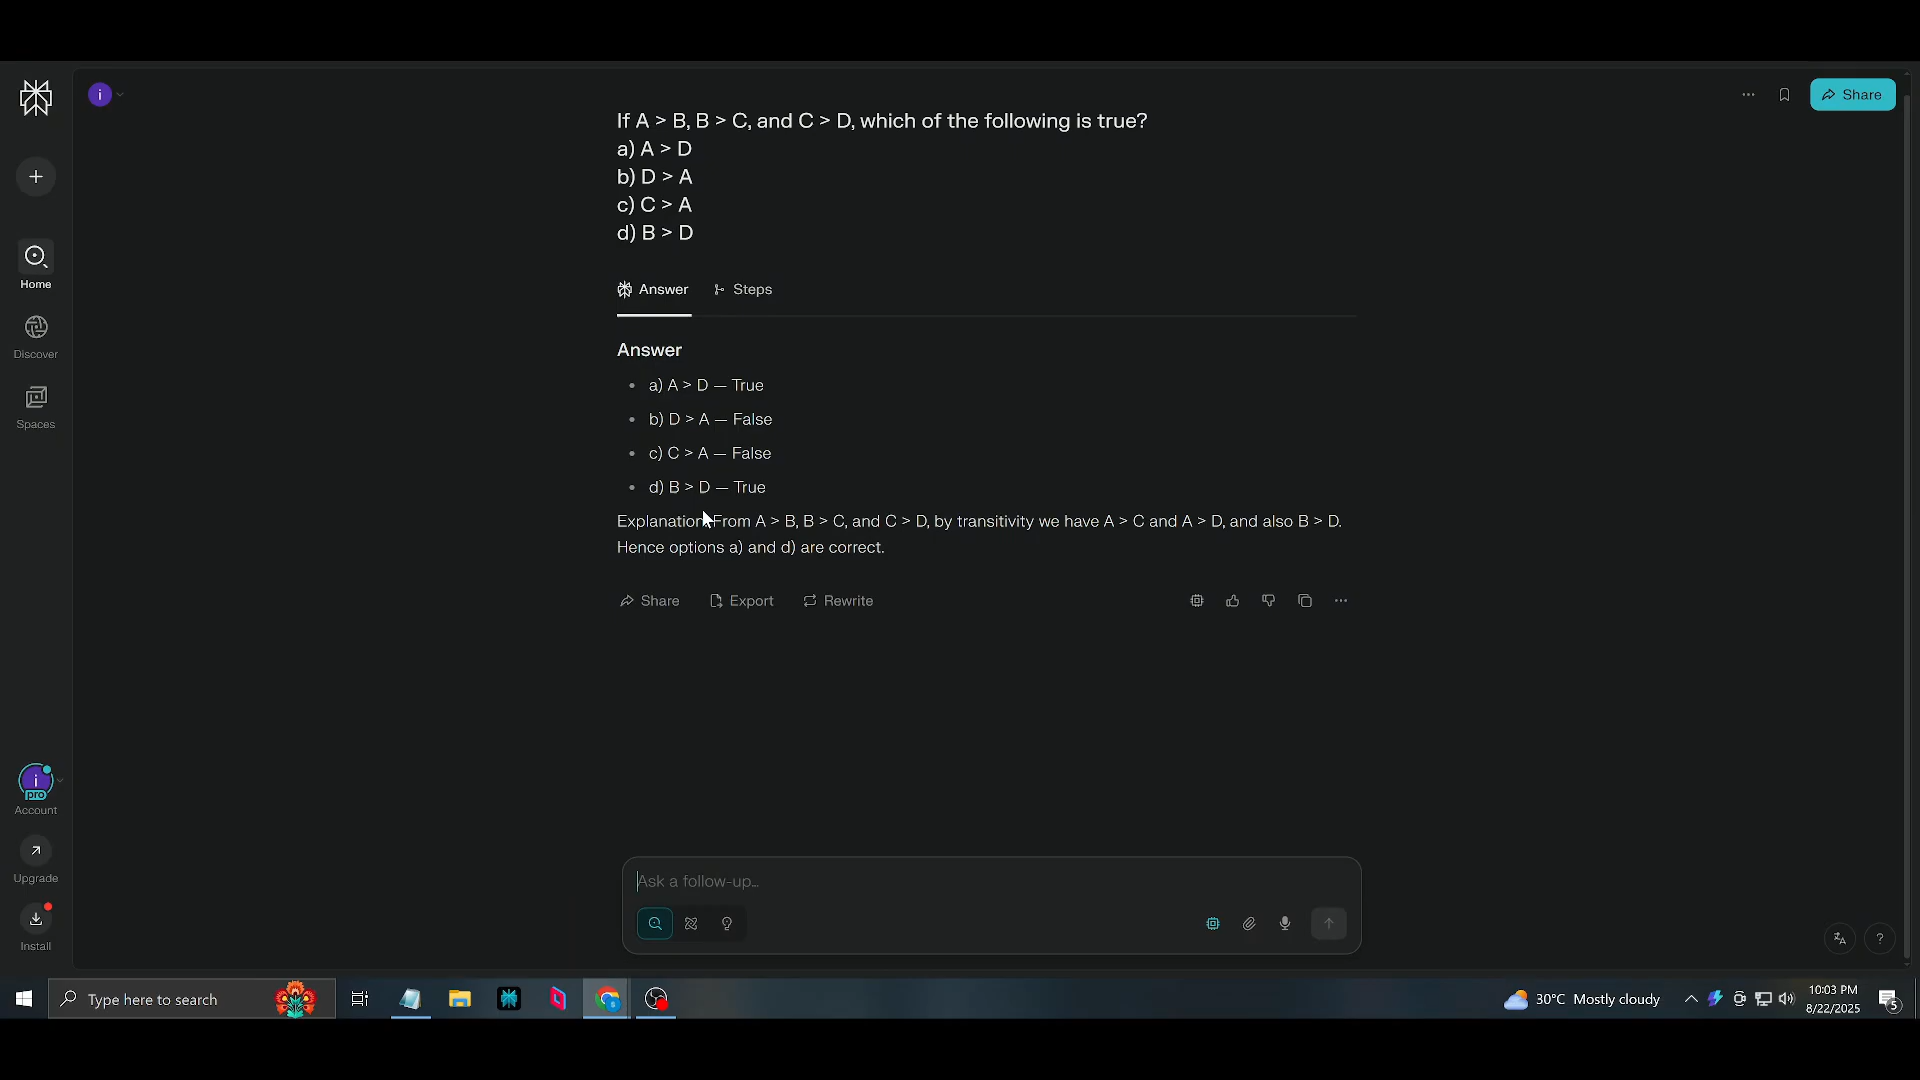 i
Share
If A > B, B > C, and C > D, which of the following is true?
a) A > D
b) D > A
c) C > A
d) B > D
Answer
Steps
Answer
a) A > D — True
b) D > A — False
c) C > A — False
d) B > D — True
Explanation From A > B, B > C, and C > D, by transitivity we have A > C and A > D, and also B > D.
Hence options a) and d) are correct.
Share
Export
Rewrite
Home
Discover
Spaces
i
pro
Account
Upgrade
Install
Ask a follow-up...
?
Type here to search
30°C Mostly cloudy
10:03 PM
8/22/2025
5